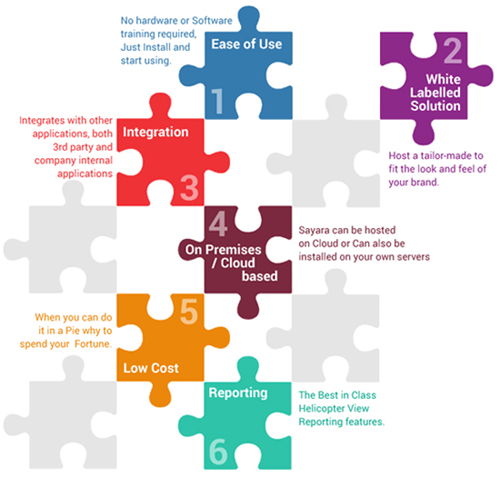 No hardware or Software
training required,
Just Install and
start using.
Ease of Use
1
2
White
Labelled
Solution
Host a tailor-made to
fit the look and feel of
your brand.
Integrates with other
applications, both
3rd party and
company internal
applications
Integration
3
4
On Premises
/ Cloud
based
Sayara can be hosted
on Cloud or Can also be
installed on your own servers
When you can do
it in a Pie why to
spend your Fortune.
5
Low Cost
Reporting
6
The Best in Class
Helicopter View
Reporting features.